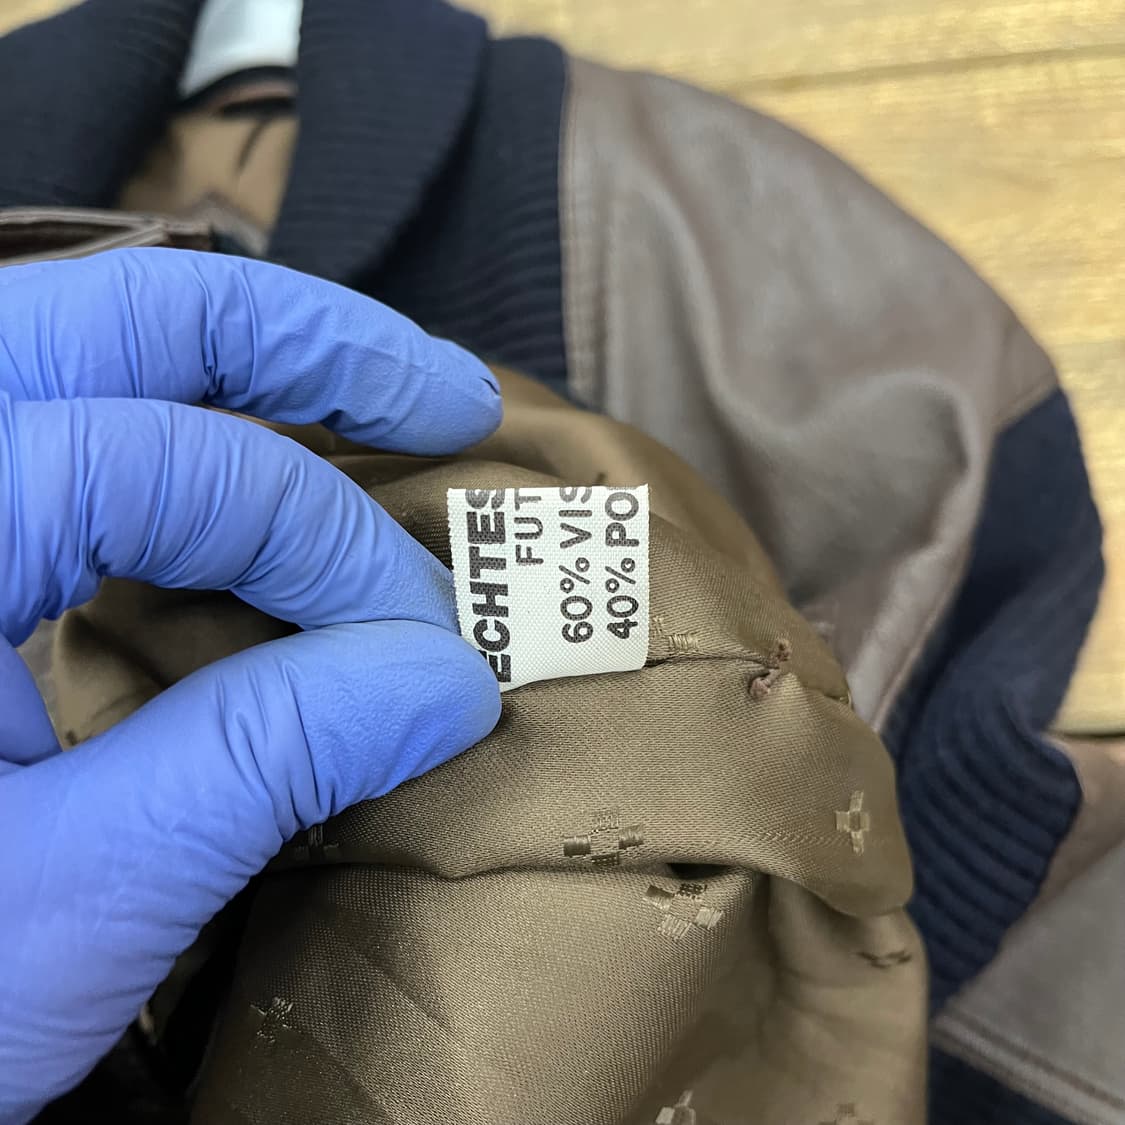 ECHTES
FUT
60% VIS
40% PO